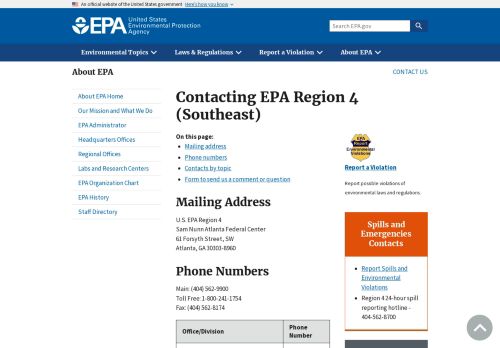 An official website of the United States government Here's how you know
EPA United States
Environmental Protection
Agency
Search EPA.gov
Environmental Topics
Laws & Regulations
Report a Violation
About EPA
About EPA
CONTACT US
About EPA Home
Our Mission and What We Do
EPA Administrator
Headquarters Offices
Regional Offices
Labs and Research Centers
EPA Organization Chart
EPA History
Staff Directory
Contacting EPA Region 4
(Southeast)
On this page:
Mailing address
Phone numbers
Contacts by topic
Form to send us a comment or question
Mailing Address
U.S. EPA Region 4
Sam Nunn Atlanta Federal Center
61 Forsyth Street, SW
Atlanta, GA 30303-8960
Phone Numbers
Main: (404) 562-9900
Toll Free: 1-800-241-1754
Fax: (404) 562-8174
Office/Division
Phone
Number
EPA
Report
Environmental
Violations
Report a Violation
Report possible violations of
environmental laws and regulations.
Spills and
Emergencies
Contacts
Report Spills and
Environmental
Violations
Region 4 24-hour spill
reporting hotline -
404-562-8700